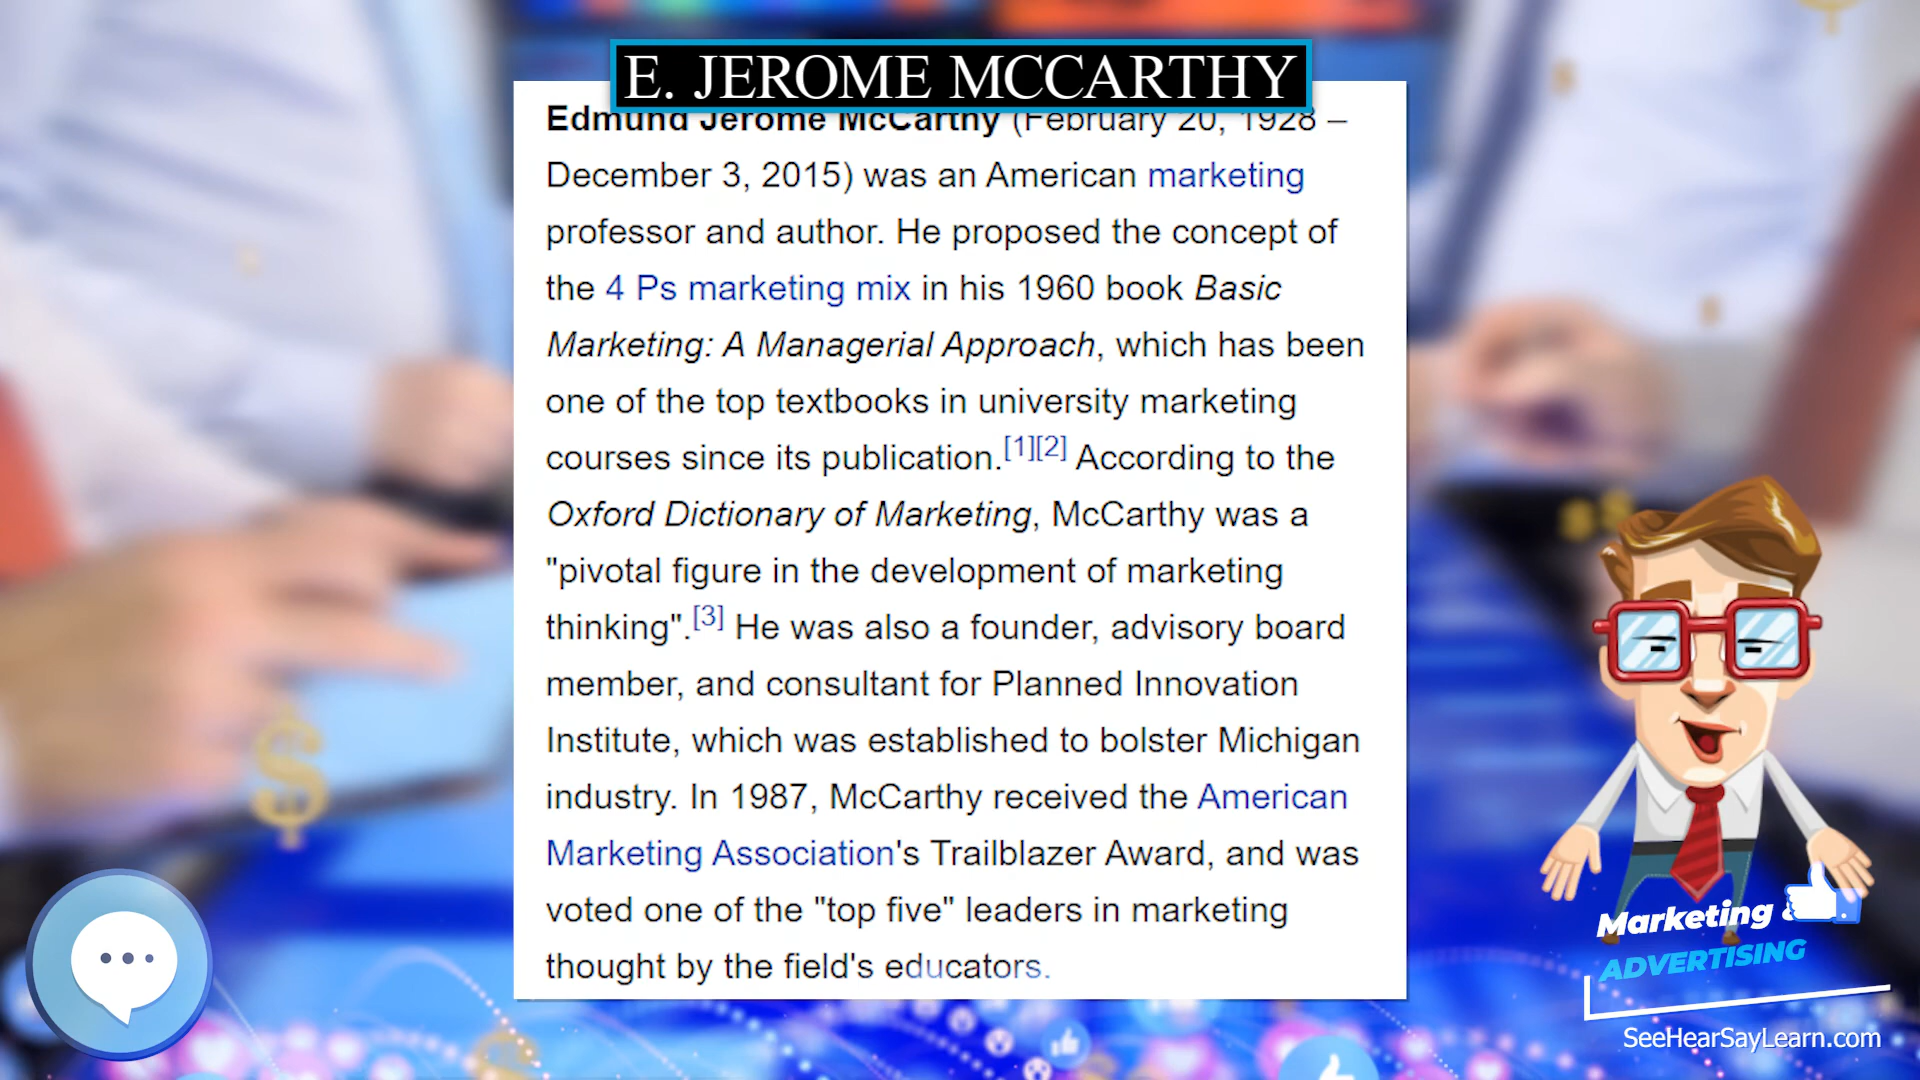 E. JEROME MCCARTHY
Edmund Jerome McCarthy (February 20, 1928 –
December 3, 2015) was an American marketing
professor and author. He proposed the concept of
the 4 Ps marketing mix in his 1960 book Basic
Marketing: A Managerial Approach, which has been
one of the top textbooks in university marketing
courses since its publication.[1][2] According to the
Oxford Dictionary of Marketing, McCarthy was a
"pivotal figure in the development of marketing
thinking".[3] He was also a founder, advisory board
member, and consultant for Planned Innovation
Institute, which was established to bolster Michigan
industry. In 1987, McCarthy received the American
Marketing Association's Trailblazer Award, and was
voted one of the "top five" leaders in marketing
thought by the field's educators.
Marketing &
ADVERTISING
SeeHearSayLearn.com